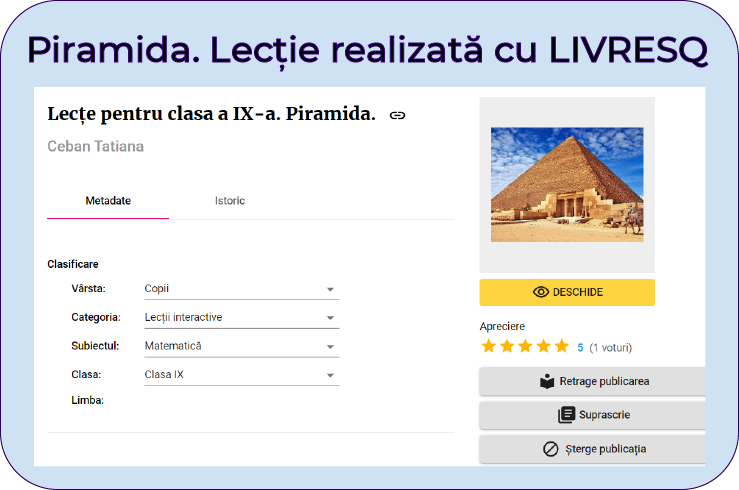 Piramida. Lecție realizată cu LIVRESQ
Lecțe pentru clasa a IX-a. Piramida.
Ceban Tatiana
Metadate
Istoric
Clasificare
Vârsta: Copii
Categoria: Lecții interactive
Subiectul: Matematică
Clasa: Clasa IX
Limba:
DESCHIDE
Apreciere
5 (1 voturi)
Retrage publicarea
Suprascrie
Șterge publicația